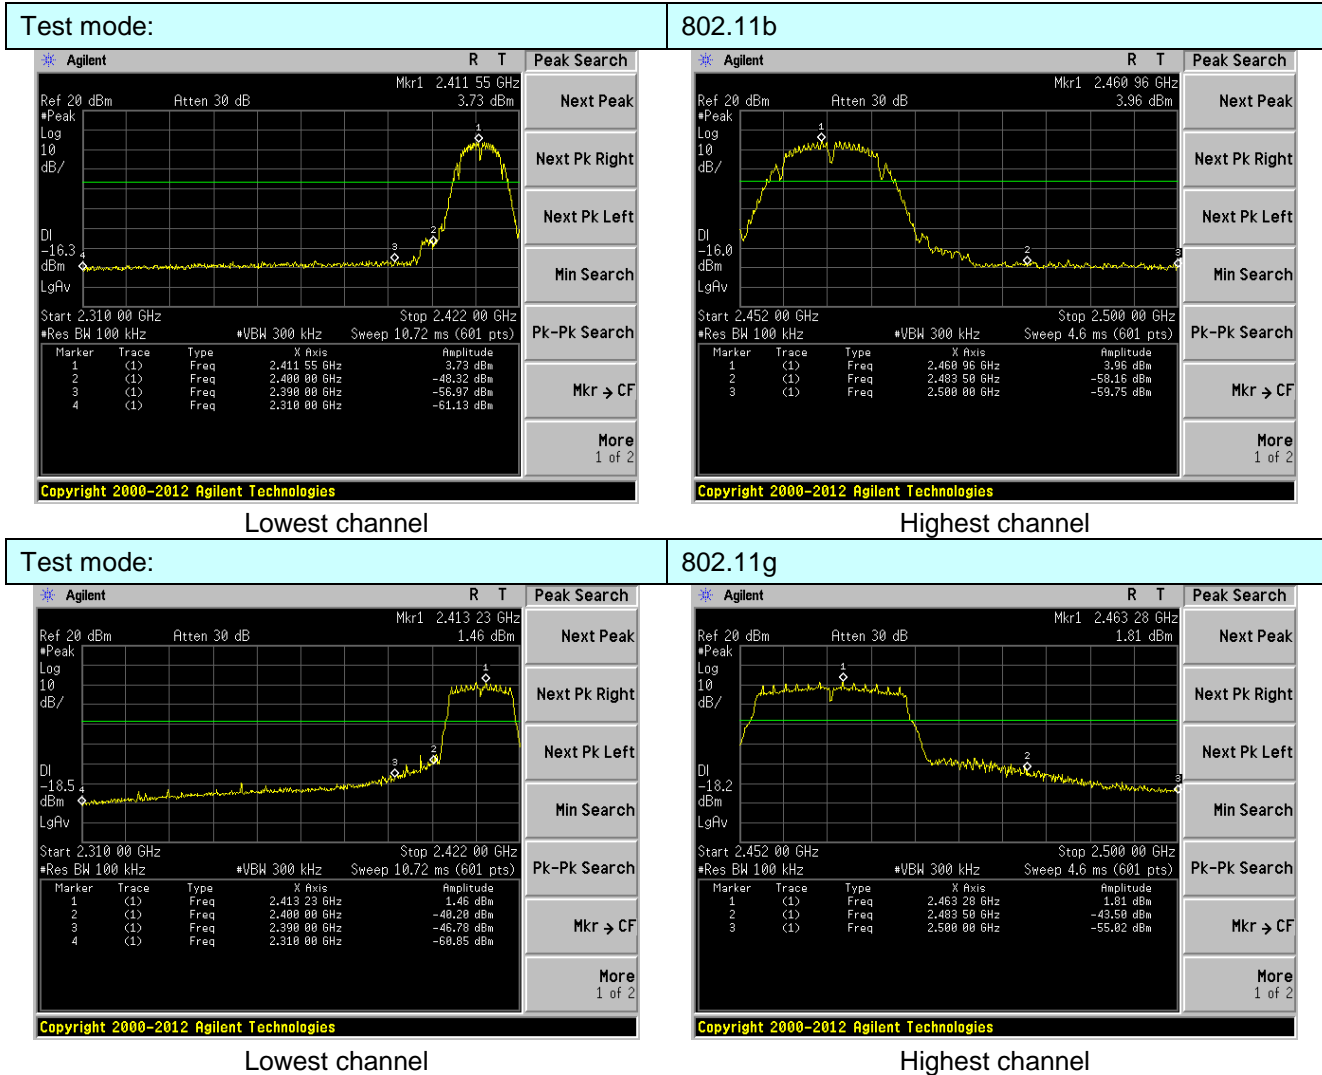 Test mode: 802.11b
Agilent R T Peak Search
Mkr1 2.411 55 GHz
Ref 20 dBm Atten 30 dB 3.73 dBm
#Peak
Log
10
dB/
1
2
3
4
DI
-16.3
dBm
LgAv
Start 2.310 00 GHz Stop 2.422 00 GHz
#Res BW 100 kHz #VBW 300 kHz Sweep 10.72 ms (601 pts)
Marker Trace Type X Axis Amplitude
1 (1) Freq 2.411 55 GHz 3.73 dBm
2 (1) Freq 2.400 00 GHz -48.32 dBm
3 (1) Freq 2.390 00 GHz -56.97 dBm
4 (1) Freq 2.310 00 GHz -61.13 dBm
Next Peak
Next Pk Right
Next Pk Left
Min Search
Pk-Pk Search
Mkr → CF
More
1 of 2
Copyright 2000-2012 Agilent Technologies
Lowest channel
Agilent R T Peak Search
Mkr1 2.460 96 GHz
Ref 20 dBm Atten 30 dB 3.96 dBm
#Peak
Log
10
dB/
1
2
3
DI
-16.0
dBm
LgAv
Start 2.452 00 GHz Stop 2.500 00 GHz
#Res BW 100 kHz #VBW 300 kHz Sweep 4.6 ms (601 pts)
Marker Trace Type X Axis Amplitude
1 (1) Freq 2.460 96 GHz 3.96 dBm
2 (1) Freq 2.483 50 GHz -58.16 dBm
3 (1) Freq 2.500 00 GHz -59.75 dBm
Next Peak
Next Pk Right
Next Pk Left
Min Search
Pk-Pk Search
Mkr → CF
More
1 of 2
Copyright 2000-2012 Agilent Technologies
Highest channel
Test mode: 802.11g
Agilent R T Peak Search
Mkr1 2.413 23 GHz
Ref 20 dBm Atten 30 dB 1.46 dBm
#Peak
Log
10
dB/
1
2
3
4
DI
-18.5
dBm
LgAv
Start 2.310 00 GHz Stop 2.422 00 GHz
#Res BW 100 kHz #VBW 300 kHz Sweep 10.72 ms (601 pts)
Marker Trace Type X Axis Amplitude
1 (1) Freq 2.413 23 GHz 1.46 dBm
2 (1) Freq 2.400 00 GHz -40.20 dBm
3 (1) Freq 2.390 00 GHz -46.78 dBm
4 (1) Freq 2.310 00 GHz -60.85 dBm
Next Peak
Next Pk Right
Next Pk Left
Min Search
Pk-Pk Search
Mkr → CF
More
1 of 2
Copyright 2000-2012 Agilent Technologies
Lowest channel
Agilent R T Peak Search
Mkr1 2.463 28 GHz
Ref 20 dBm Atten 30 dB 1.81 dBm
#Peak
Log
10
dB/
1
2
3
DI
-18.2
dBm
LgAv
Start 2.452 00 GHz Stop 2.500 00 GHz
#Res BW 100 kHz #VBW 300 kHz Sweep 4.6 ms (601 pts)
Marker Trace Type X Axis Amplitude
1 (1) Freq 2.463 28 GHz 1.81 dBm
2 (1) Freq 2.483 50 GHz -43.50 dBm
3 (1) Freq 2.500 00 GHz -55.02 dBm
Next Peak
Next Pk Right
Next Pk Left
Min Search
Pk-Pk Search
Mkr → CF
More
1 of 2
Copyright 2000-2012 Agilent Technologies
Highest channel